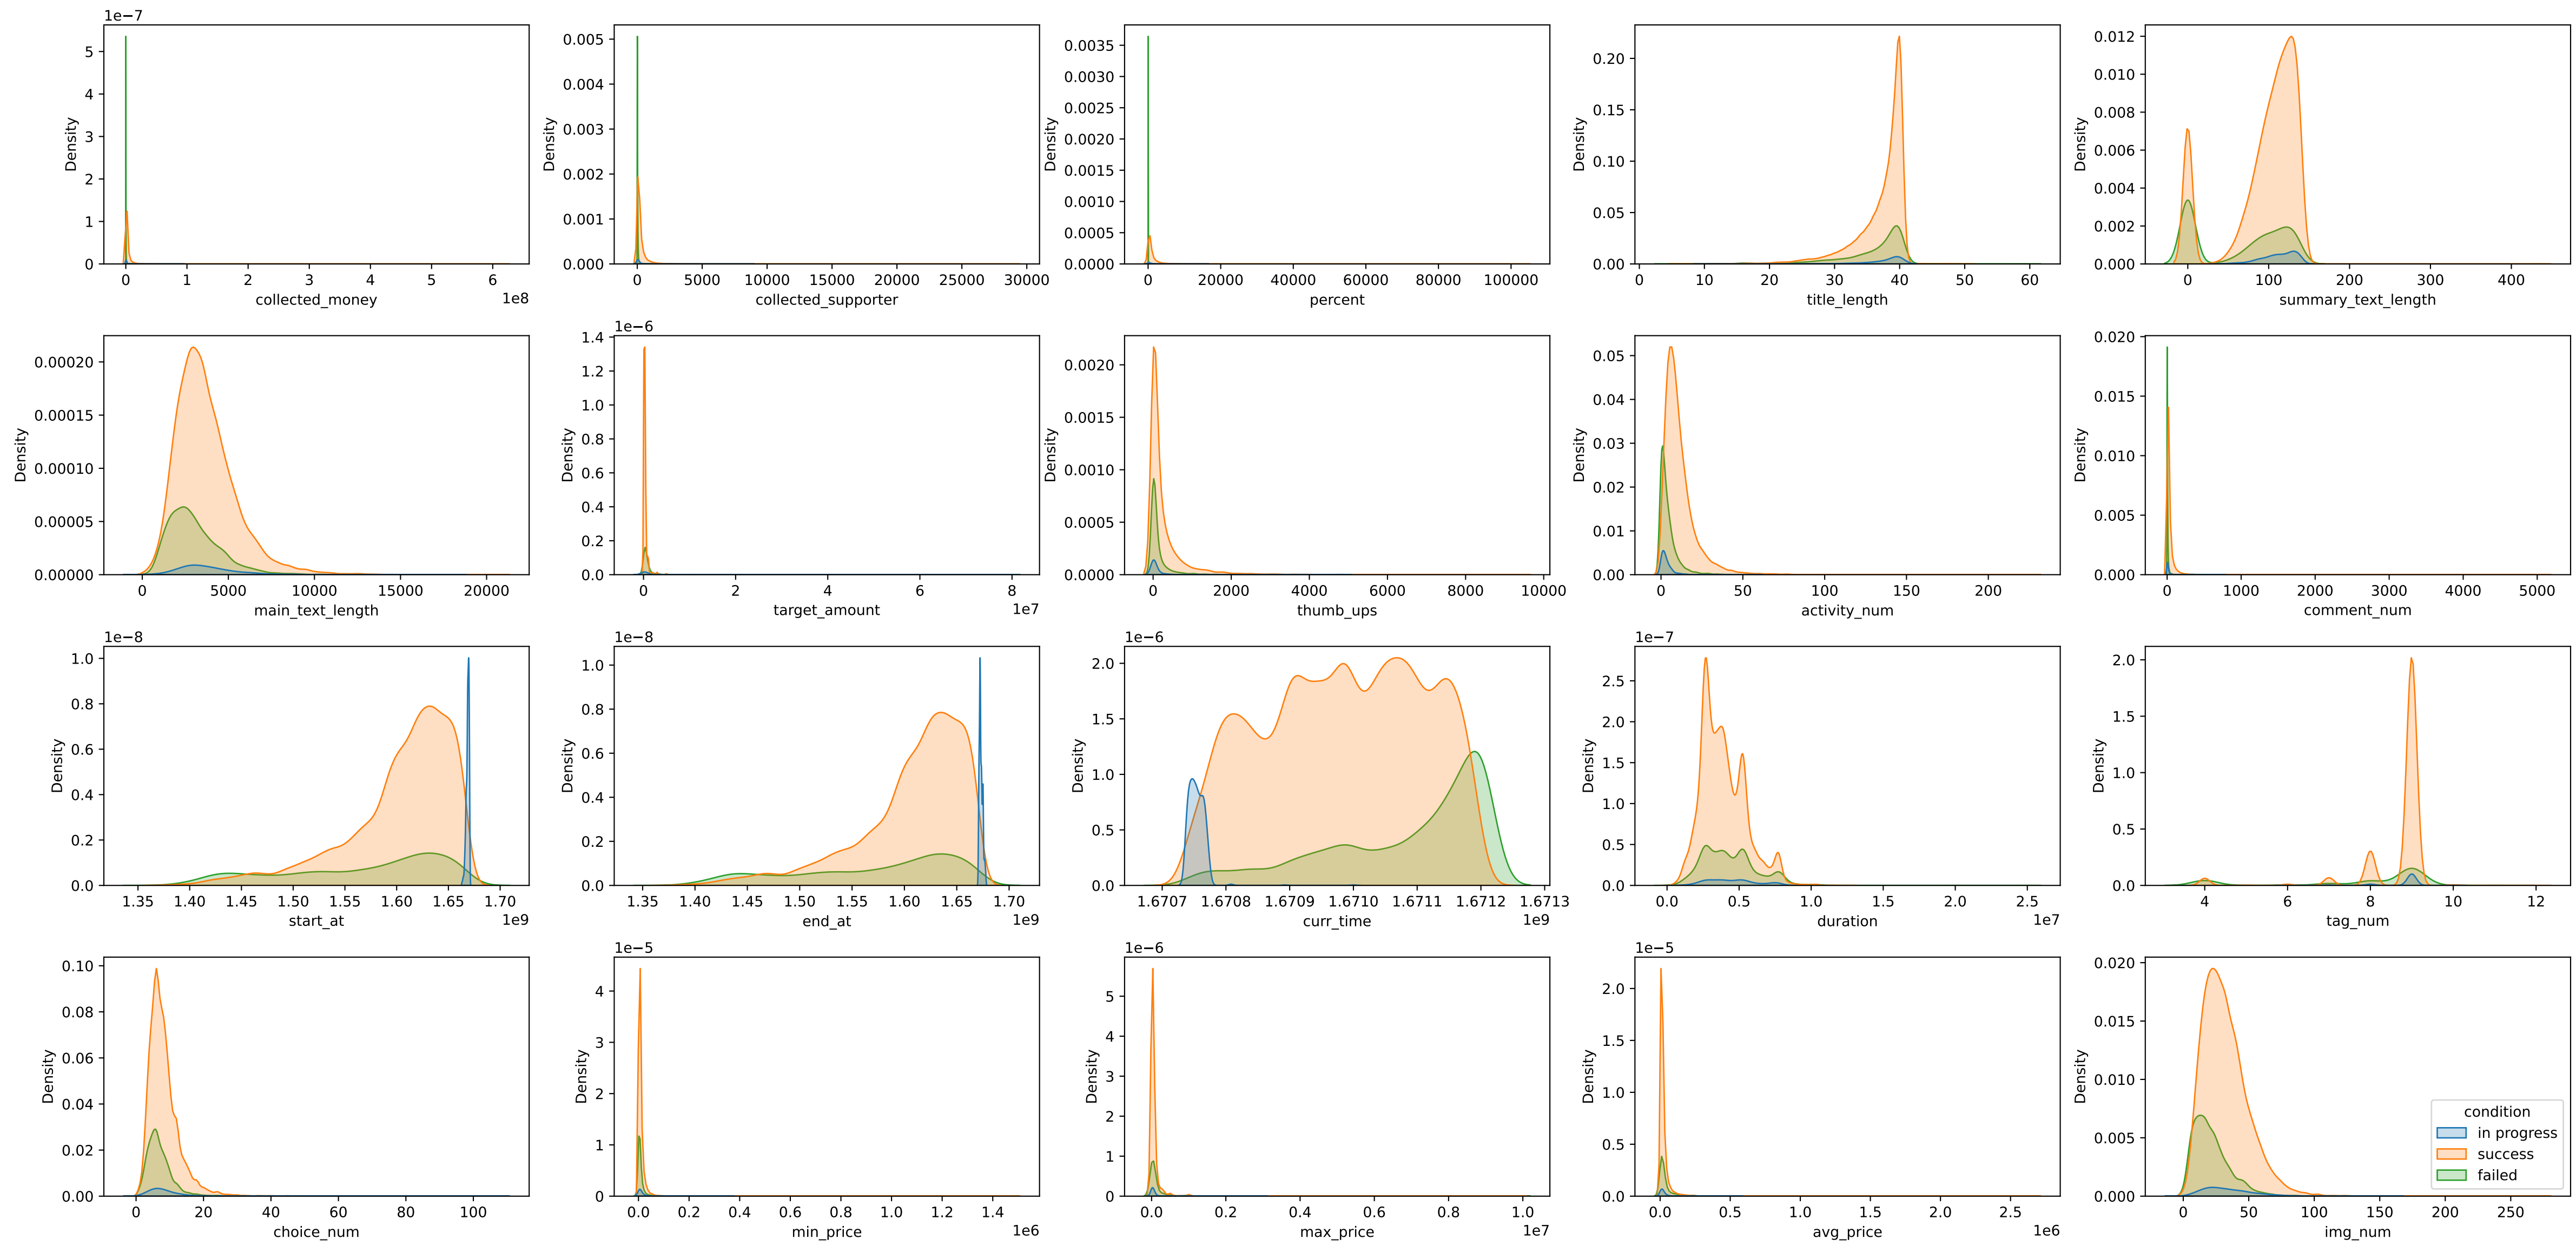 1e−7
5
4
3
2
1
0
Density
0 1 2 3 4 5 6
1e8
collected_money
0.005
0.004
0.003
0.002
0.001
0.000
Density
0 5000 10000 15000 20000 25000 30000
collected_supporter
0.0035
0.0030
0.0025
0.0020
0.0015
0.0010
0.0005
0.0000
Density
0 20000 40000 60000 80000 100000
percent
0.20
0.15
0.10
0.05
0.00
Density
0 10 20 30 40 50 60
title_length
0.012
0.010
0.008
0.006
0.004
0.002
0.000
Density
0 100 200 300 400
summary_text_length
0.00020
0.00015
0.00010
0.00005
0.00000
Density
0 5000 10000 15000 20000
main_text_length
1e−6
1.4
1.2
1.0
0.8
0.6
0.4
0.2
0.0
Density
0 2 4 6 8
1e7
target_amount
0.0020
0.0015
0.0010
0.0005
0.0000
Density
0 2000 4000 6000 8000 10000
thumb_ups
0.05
0.04
0.03
0.02
0.01
0.00
Density
0 50 100 150 200
activity_num
0.020
0.015
0.010
0.005
0.000
Density
0 1000 2000 3000 4000 5000
comment_num
1e−8
1.0
0.8
0.6
0.4
0.2
0.0
Density
1.35 1.40 1.45 1.50 1.55 1.60 1.65 1.70
1e9
start_at
1e−8
1.0
0.8
0.6
0.4
0.2
0.0
Density
1.35 1.40 1.45 1.50 1.55 1.60 1.65 1.70
1e9
end_at
1e−6
2.0
1.5
1.0
0.5
0.0
Density
1.6707 1.6708 1.6709 1.6710 1.6711 1.6712 1.6713
1e9
curr_time
1e−7
2.5
2.0
1.5
1.0
0.5
0.0
Density
0.0 0.5 1.0 1.5 2.0 2.5
1e7
duration
2.0
1.5
1.0
0.5
0.0
Density
4 6 8 10 12
tag_num
0.10
0.08
0.06
0.04
0.02
0.00
Density
0 20 40 60 80 100
choice_num
1e−5
4
3
2
1
0
Density
0.0 0.2 0.4 0.6 0.8 1.0 1.2 1.4
1e6
min_price
1e−6
5
4
3
2
1
0
Density
0.0 0.2 0.4 0.6 0.8 1.0
1e7
max_price
1e−5
2.0
1.5
1.0
0.5
0.0
Density
0.0 0.5 1.0 1.5 2.0 2.5
1e6
avg_price
0.020
0.015
0.010
0.005
0.000
Density
0 50 100 150 200 250
img_num
condition
in progress
success
failed